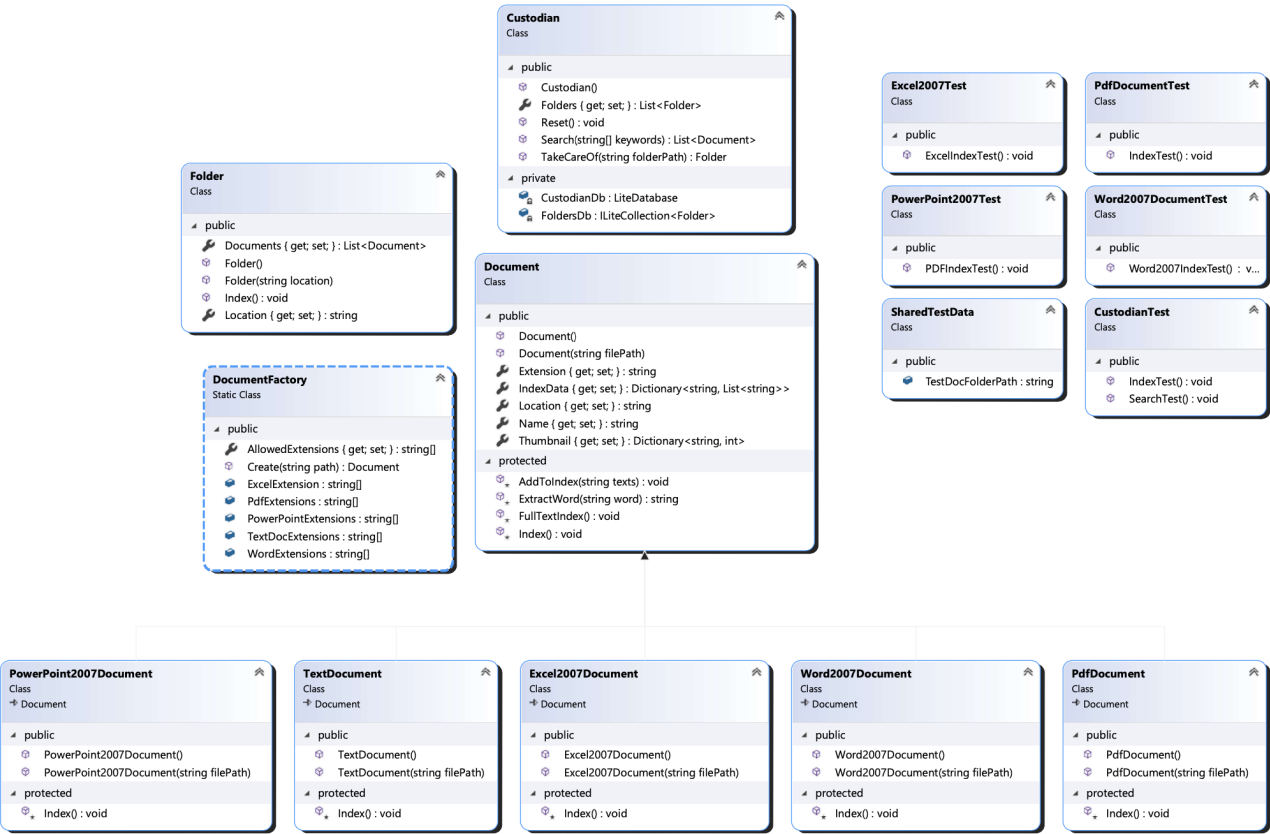 Custodian
Class
public
Custodian()
Folders { get; set; } : List<Folder>
Reset() : void
Search(string[] keywords) : List<Document>
TakeCareOf(string folderPath) : Folder
private
CustodianDb : LiteDatabase
FoldersDb : ILiteCollection<Folder>
Excel2007Test
Class
public
ExcelIndexTest() : void
PdfDocumentTest
Class
public
IndexTest() : void
Folder
Class
public
Documents { get; set; } : List<Document>
Folder()
Folder(string location)
Index() : void
Location { get; set; } : string
PowerPoint2007Test
Class
public
PDFIndexTest() : void
Word2007DocumentTest
Class
public
Word2007IndexTest() : v...
Document
Class
public
Document()
Document(string filePath)
Extension { get; set; } : string
IndexData { get; set; } : Dictionary<string, List<string>>
Location { get; set; } : string
Name { get; set; } : string
Thumbnail { get; set; } : Dictionary<string, int>
protected
AddToIndex(string texts) : void
ExtractWord(string word) : string
FullTextIndex() : void
Index() : void
SharedTestData
Class
public
TestDocFolderPath : string
CustodianTest
Class
public
IndexTest() : void
SearchTest() : void
DocumentFactory
Static Class
public
AllowedExtensions { get; set; } : string[]
Create(string path) : Document
ExcelExtension : string[]
PdfExtensions : string[]
PowerPointExtensions : string[]
TextDocExtensions : string[]
WordExtensions : string[]
PowerPoint2007Document
Class
Document
public
PowerPoint2007Document()
PowerPoint2007Document(string filePath)
protected
Index() : void
TextDocument
Class
Document
public
TextDocument()
TextDocument(string filePath)
protected
Index() : void
Excel2007Document
Class
Document
public
Excel2007Document()
Excel2007Document(string filePath)
protected
Index() : void
Word2007Document
Class
Document
public
Word2007Document()
Word2007Document(string filePath)
protected
Index() : void
PdfDocument
Class
Document
public
PdfDocument()
PdfDocument(string filePath)
protected
Index() : void